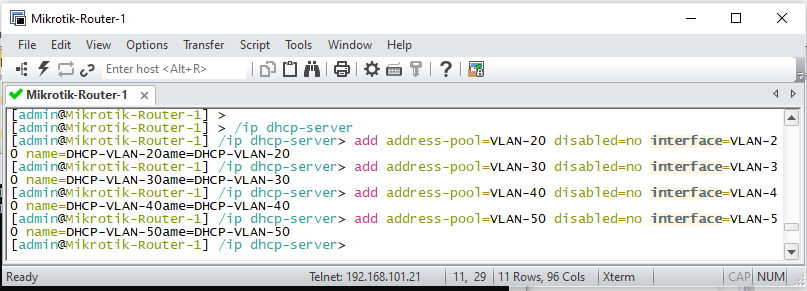 Mikrotik-Router-1
File Edit View Options Transfer Script Tools Window Help
Enter host <Alt+R>
Mikrotik-Router-1
[admin@Mikrotik-Router-1] >
[admin@Mikrotik-Router-1] > /ip dhcp-server
[admin@Mikrotik-Router-1] /ip dhcp-server> add address-pool=VLAN-20 disabled=no interface=VLAN-2
0 name=DHCP-VLAN-20ame=DHCP-VLAN-20
[admin@Mikrotik-Router-1] /ip dhcp-server> add address-pool=VLAN-30 disabled=no interface=VLAN-3
0 name=DHCP-VLAN-30ame=DHCP-VLAN-30
[admin@Mikrotik-Router-1] /ip dhcp-server> add address-pool=VLAN-40 disabled=no interface=VLAN-4
0 name=DHCP-VLAN-40ame=DHCP-VLAN-40
[admin@Mikrotik-Router-1] /ip dhcp-server> add address-pool=VLAN-50 disabled=no interface=VLAN-5
0 name=DHCP-VLAN-50ame=DHCP-VLAN-50
[admin@Mikrotik-Router-1] /ip dhcp-server>
Ready Telnet: 192.168.101.21 11, 29 11 Rows, 96 Cols Xterm CAP NUM